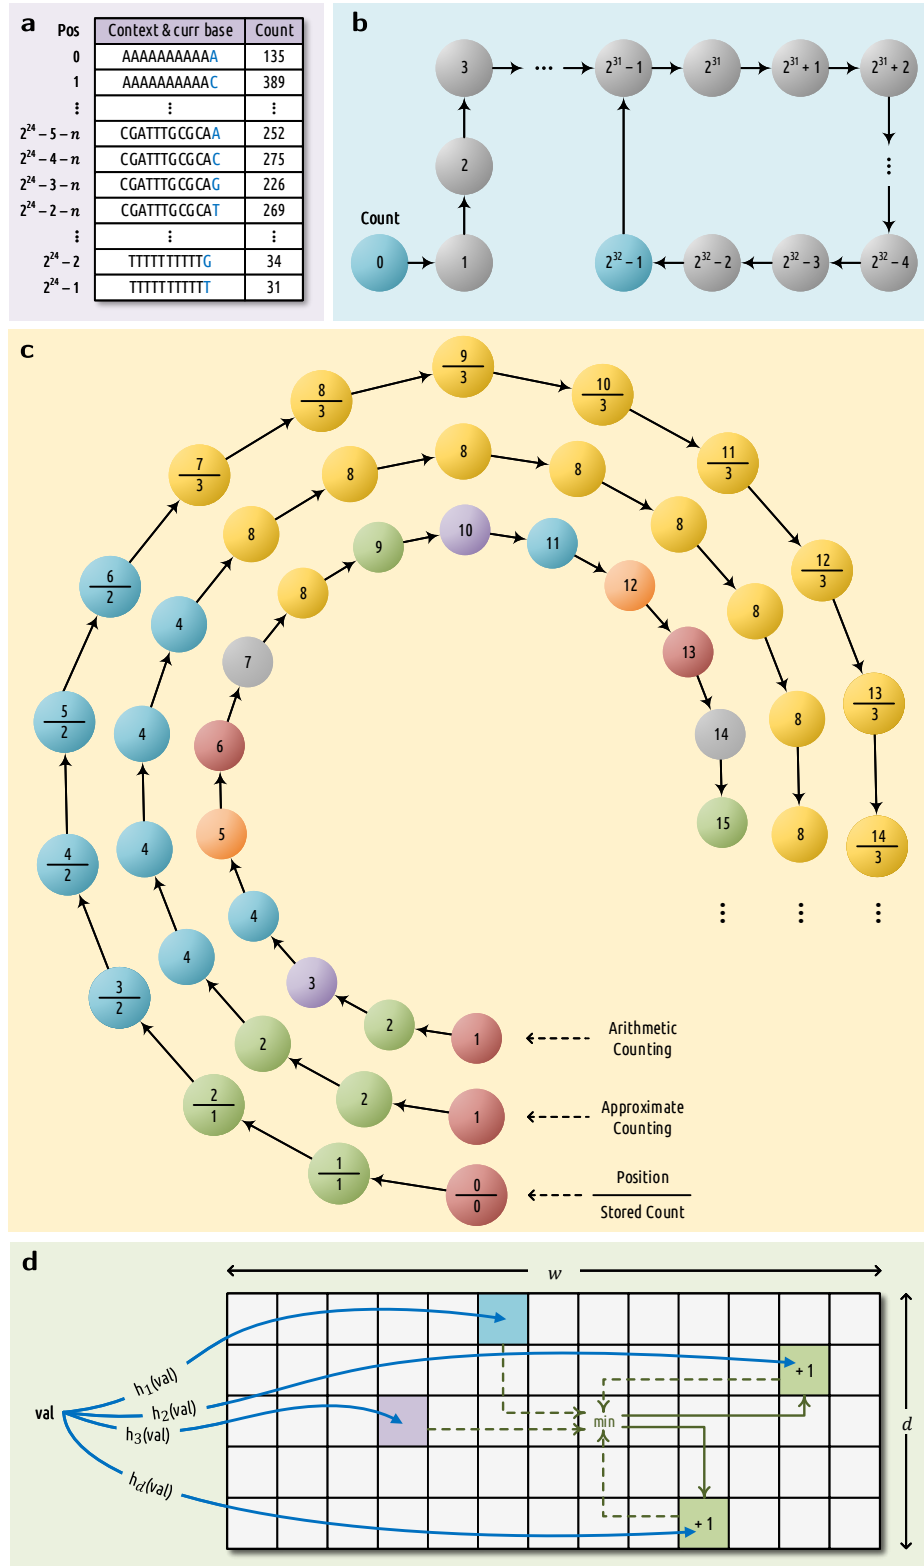 a
Pos Context & curr base Count
0 AAAAAAAAAAA 135
1 AAAAAAAAAAC 389
⋮ ⋮ ⋮
2²⁴ – 5 – n CGATTTGCGCAA 252
2²⁴ – 4 – n CGATTTGCGCAC 275
2²⁴ – 3 – n CGATTTGCGCAG 226
2²⁴ – 2 – n CGATTTGCGCAT 269
⋮ ⋮ ⋮
2²⁴ – 2 TTTTTTTTTTG 34
2²⁴ – 1 TTTTTTTTTTT 31
b
3 ... 2³¹ – 1 2³¹ 2³¹ + 1 2³¹ + 2
2 ⋮
Count
0 1 2³² – 1 2³² – 2 2³² – 3 2³² – 4
c
9/3
8/3 10/3
7/3 11/3
8 8 8
8 8
6/2 12/3
9 10 11
8 12
4 8
7 13
5/2 13/3
4 8
6 14
4/2 14/3
4 8
5 15
4 ⋮ ⋮ ⋮
4
3/2
3
2 1 Arithmetic
Counting
2
2 1 Approximate
Counting
2/1
1/1 0/0 Position
Stored Count
d
w
h₁(val)
+ 1
val
h₂(val)
h₃(val)
min
d
h_d(val)
+ 1